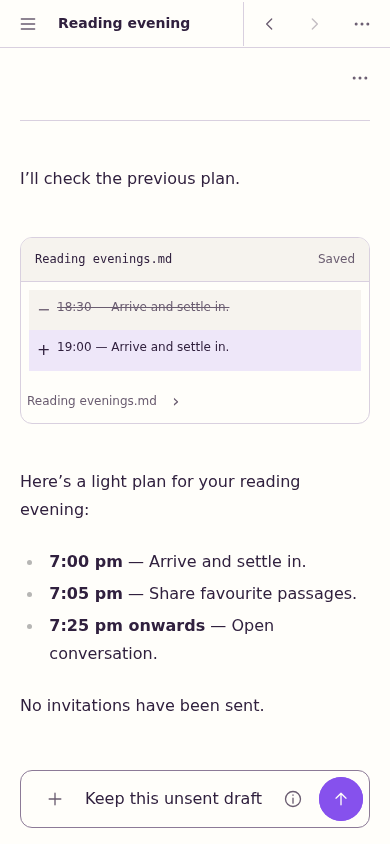 Reading evening
I’ll check the previous plan.
Reading evenings.md Saved
− 18:30 — Arrive and settle in.
+ 19:00 — Arrive and settle in.
Reading evenings.md
Here’s a light plan for your reading
evening:
• 7:00 pm — Arrive and settle in.
• 7:05 pm — Share favourite passages.
• 7:25 pm onwards — Open
conversation.
No invitations have been sent.
Keep this unsent draft